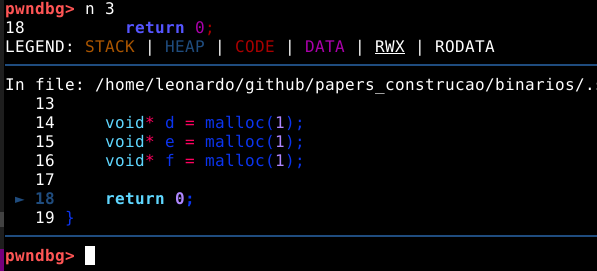 pwndbg> n 3
18          return 0;
LEGEND: STACK | HEAP | CODE | DATA | RWX | RODATA
In file: /home/leonardo/github/papers_construcao/binarios/.
   13
   14     void* d = malloc(1);
   15     void* e = malloc(1);
   16     void* f = malloc(1);
   17
 ► 18     return 0;
   19 }
pwndbg>